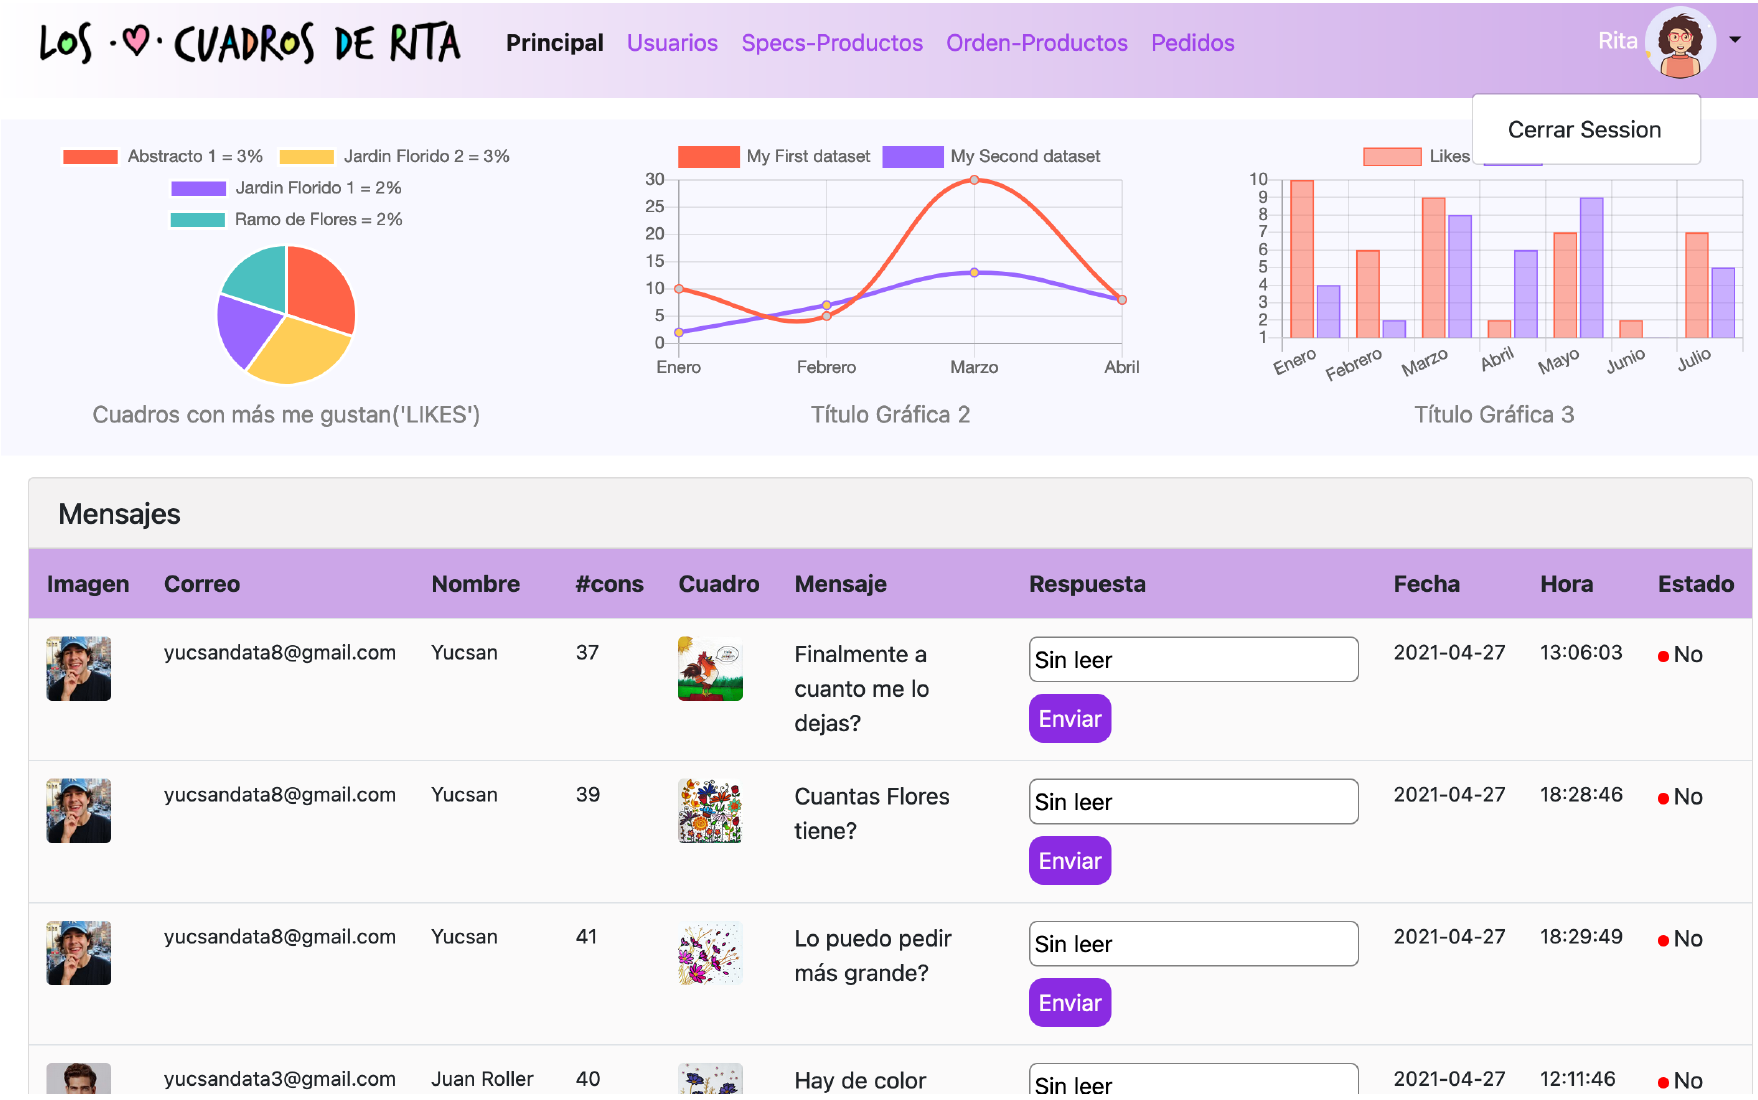 LOS CUADROS DE RITA
Principal Usuarios Specs-Productos Orden-Productos Pedidos
Rita
Cerrar Session
Abstracto 1 = 3% Jardin Florido 2 = 3%
Jardin Florido 1 = 2%
Ramo de Flores = 2%
Cuadros con más me gustan('LIKES')
My First dataset My Second dataset
30
25
20
15
10
5
0
Enero Febrero Marzo Abril
Título Gráfica 2
Likes
10
9
8
7
6
5
4
3
2
1
Enero Febrero Marzo Abril Mayo Junio Julio
Título Gráfica 3
Mensajes
Imagen Correo Nombre #cons Cuadro Mensaje Respuesta Fecha Hora Estado
yucsandata8@gmail.com Yucsan 37 Finalmente a Sin leer 2021-04-27 13:06:03 No
cuanto me lo
dejas?
Enviar
yucsandata8@gmail.com Yucsan 39 Cuantas Flores Sin leer 2021-04-27 18:28:46 No
tiene?
Enviar
yucsandata8@gmail.com Yucsan 41 Lo puedo pedir Sin leer 2021-04-27 18:29:49 No
más grande?
Enviar
yucsandata3@gmail.com Juan Roller 40 Hay de color Sin leer 2021-04-27 12:11:46 No